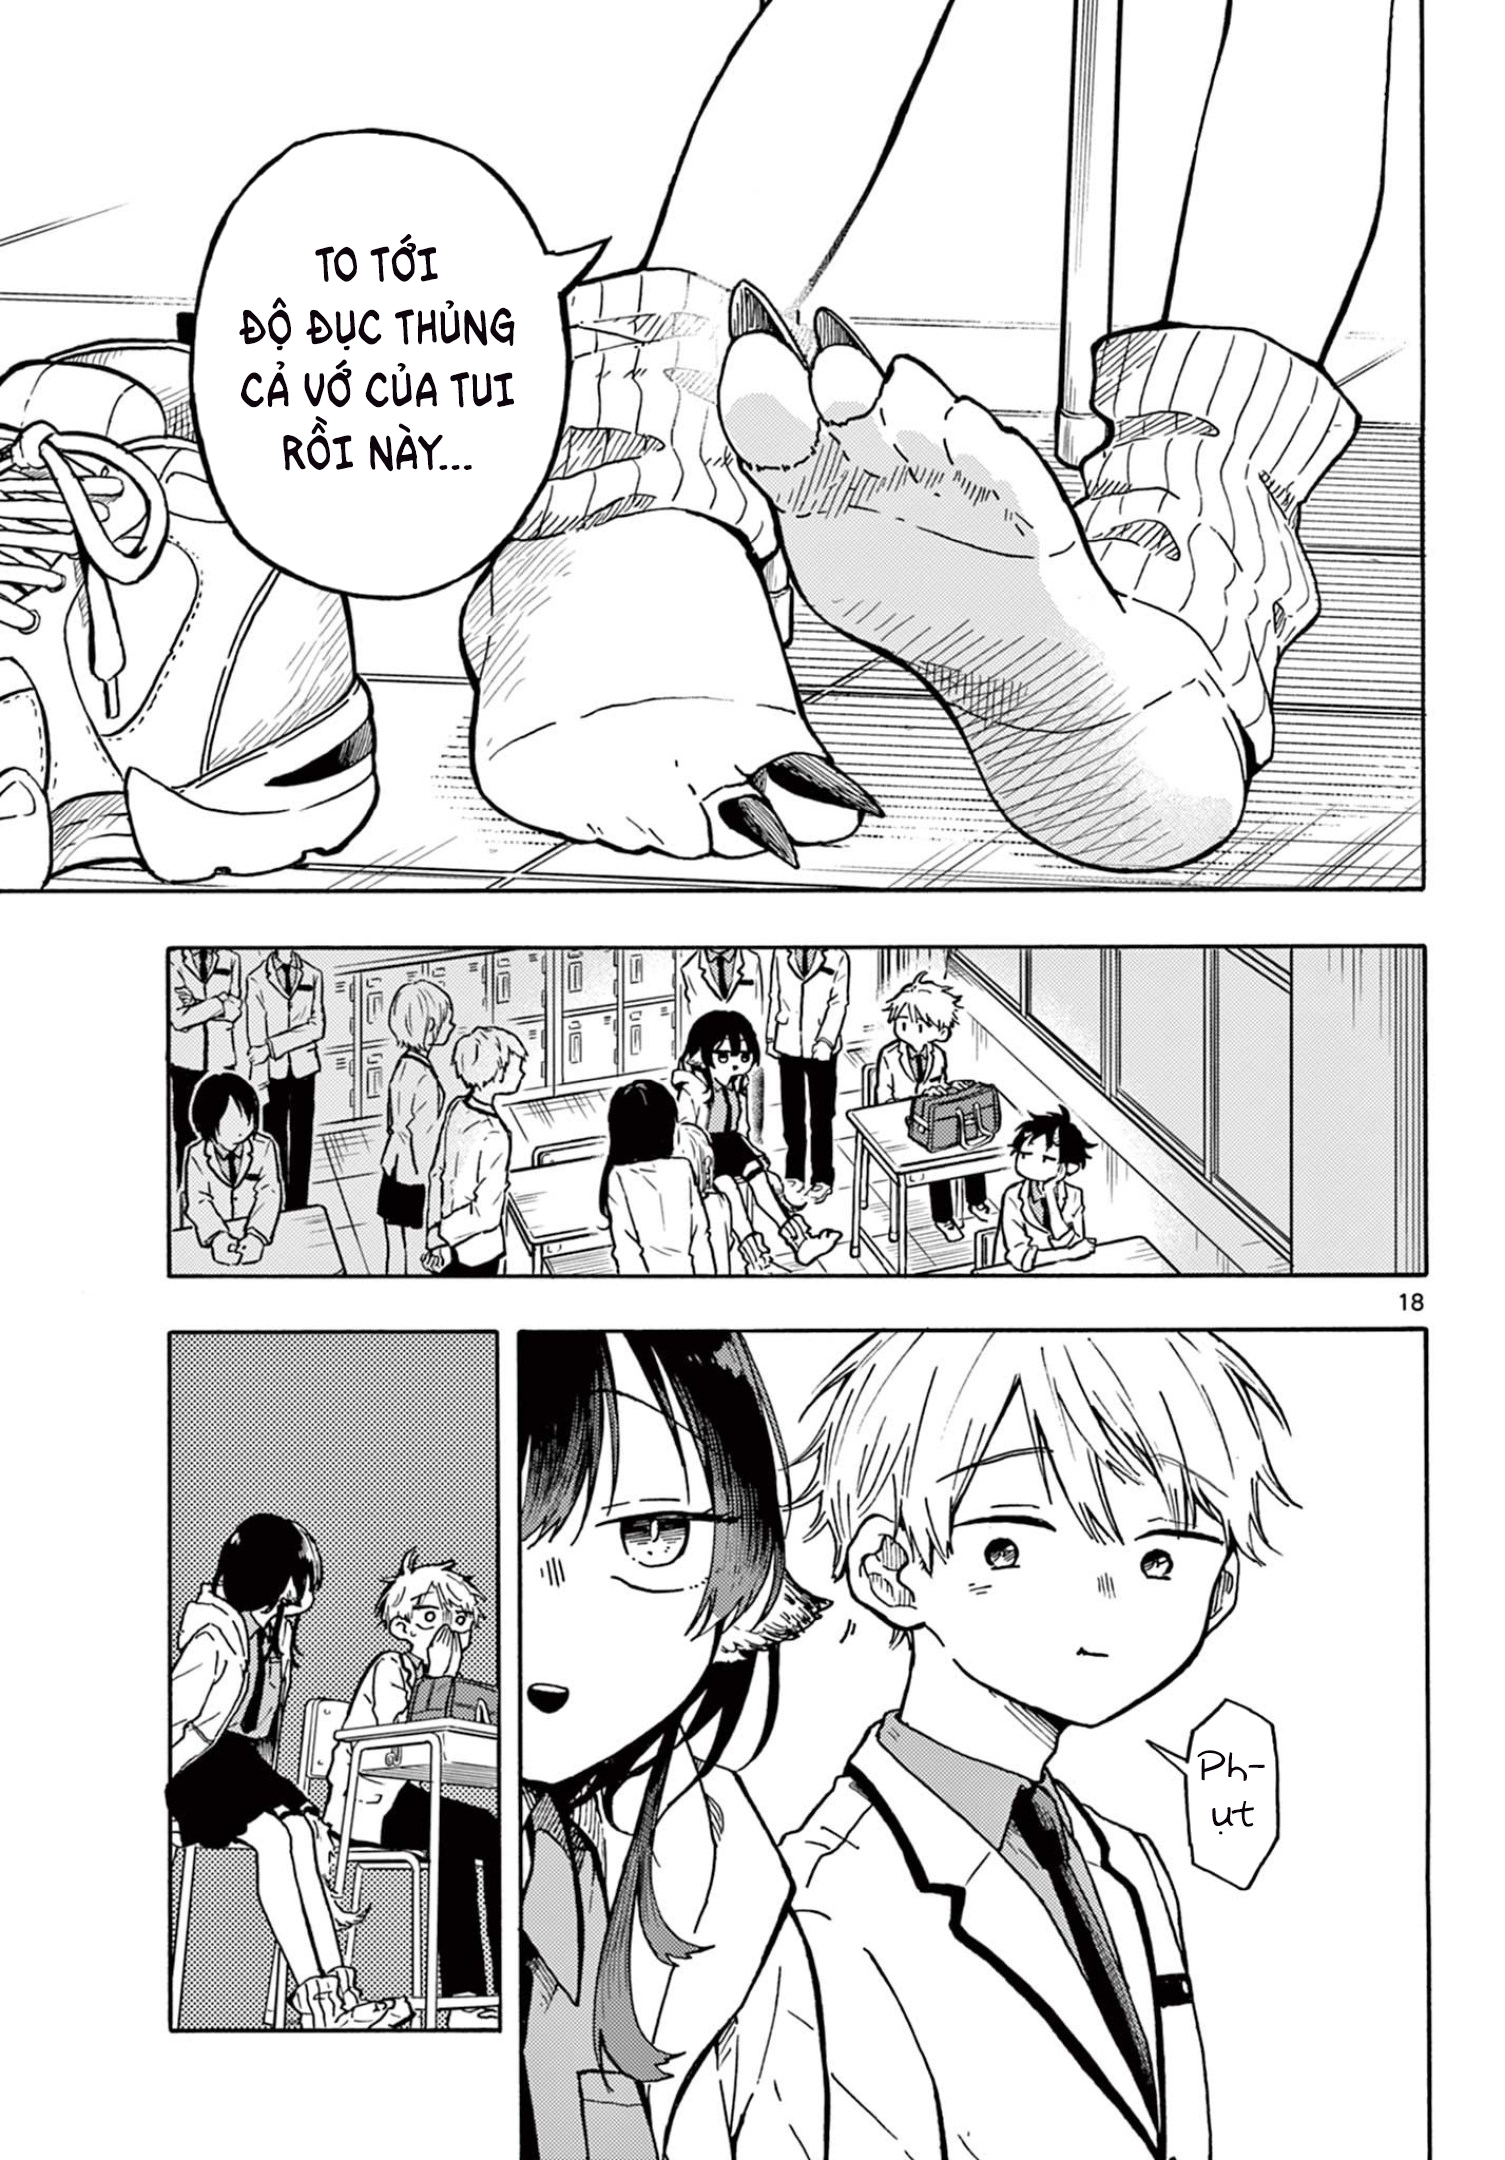 TO TỚI
ĐỘ ĐỤC THỦNG
CẢ VỚ CỦA TUI
RỒI NÀY...
18
Ph-
ụt